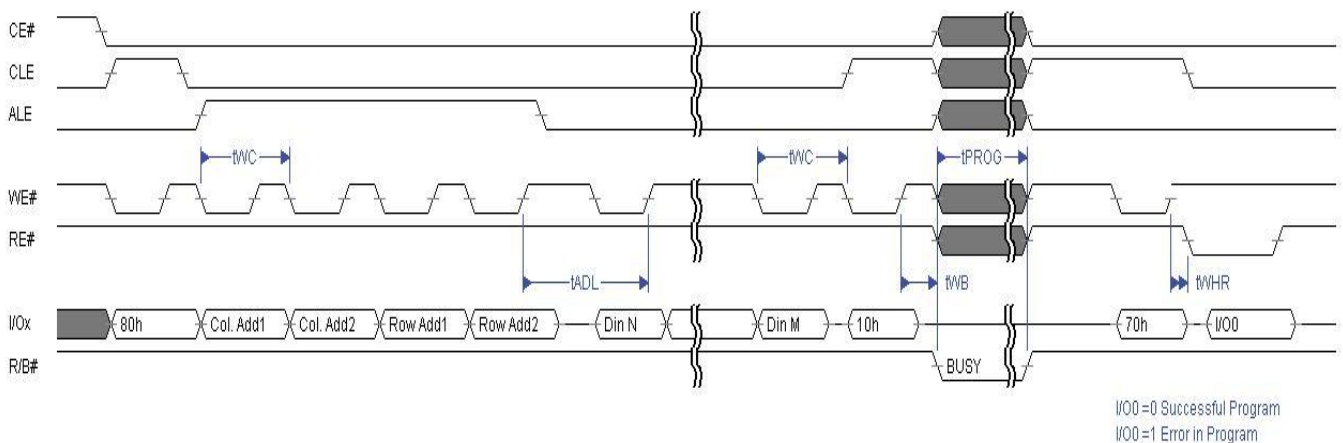 CE#
CLE
ALE
tWC
tWC
tPROG
WE#
RE#
tADL
tWB
tWHR
I/Ox
80h
Col. Add1
Col. Add2
Row Add1
Row Add2
Din N
Din M
10h
70h
I/O0
R/B#
BUSY
I/O0 =0 Successful Program
I/O0 =1 Error in Program